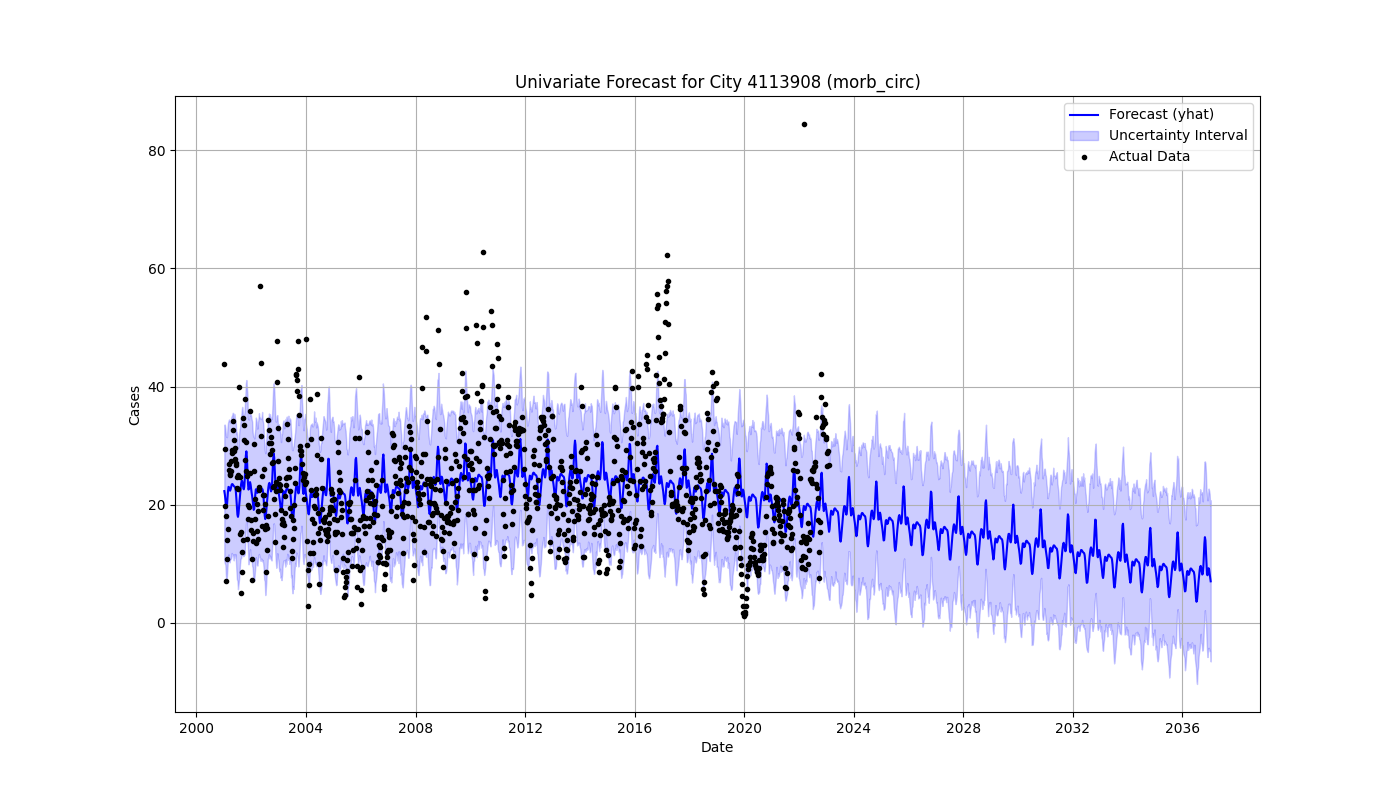 Univariate Forecast for City 4113908 (morb_circ)
Forecast (yhat)
Uncertainty Interval
Actual Data
Cases
80
60
40
20
0
2000 2004 2008 2012 2016 2020 2024 2028 2032 2036
Date